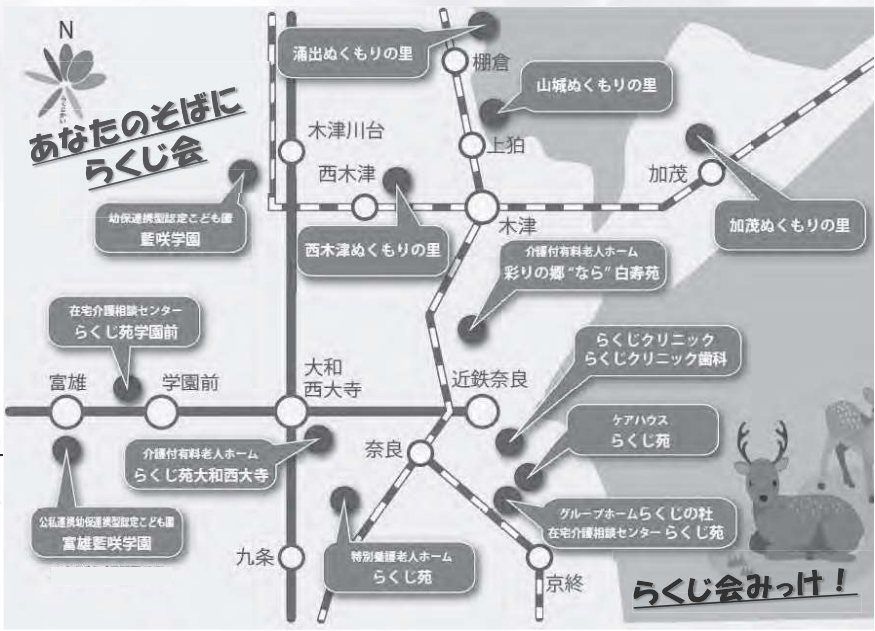 N
らくじかい
あなたのそばに
らくじ会
涌出ぬくもりの里
棚倉
山城ぬくもりの里
木津川台
上狛
西木津
加茂
木津
幼保連携型認定こども園
藍咲学園
西木津ぬくもりの里
加茂ぬくもりの里
介護付有料老人ホーム
彩りの郷“なら”白寿苑
在宅介護相談センター
らくじ苑学園前
らくじクリニック
らくじクリニック歯科
富雄
学園前
大和
西大寺
近鉄奈良
ケアハウス
らくじ苑
奈良
介護付有料老人ホーム
らくじ苑大和西大寺
公私連携幼保連携型認定こども園
富雄藍咲学園
グループホームらくじの杜
在宅介護相談センターらくじ苑
九条
特別養護老人ホーム
らくじ苑
京終
らくじ会みっけ！